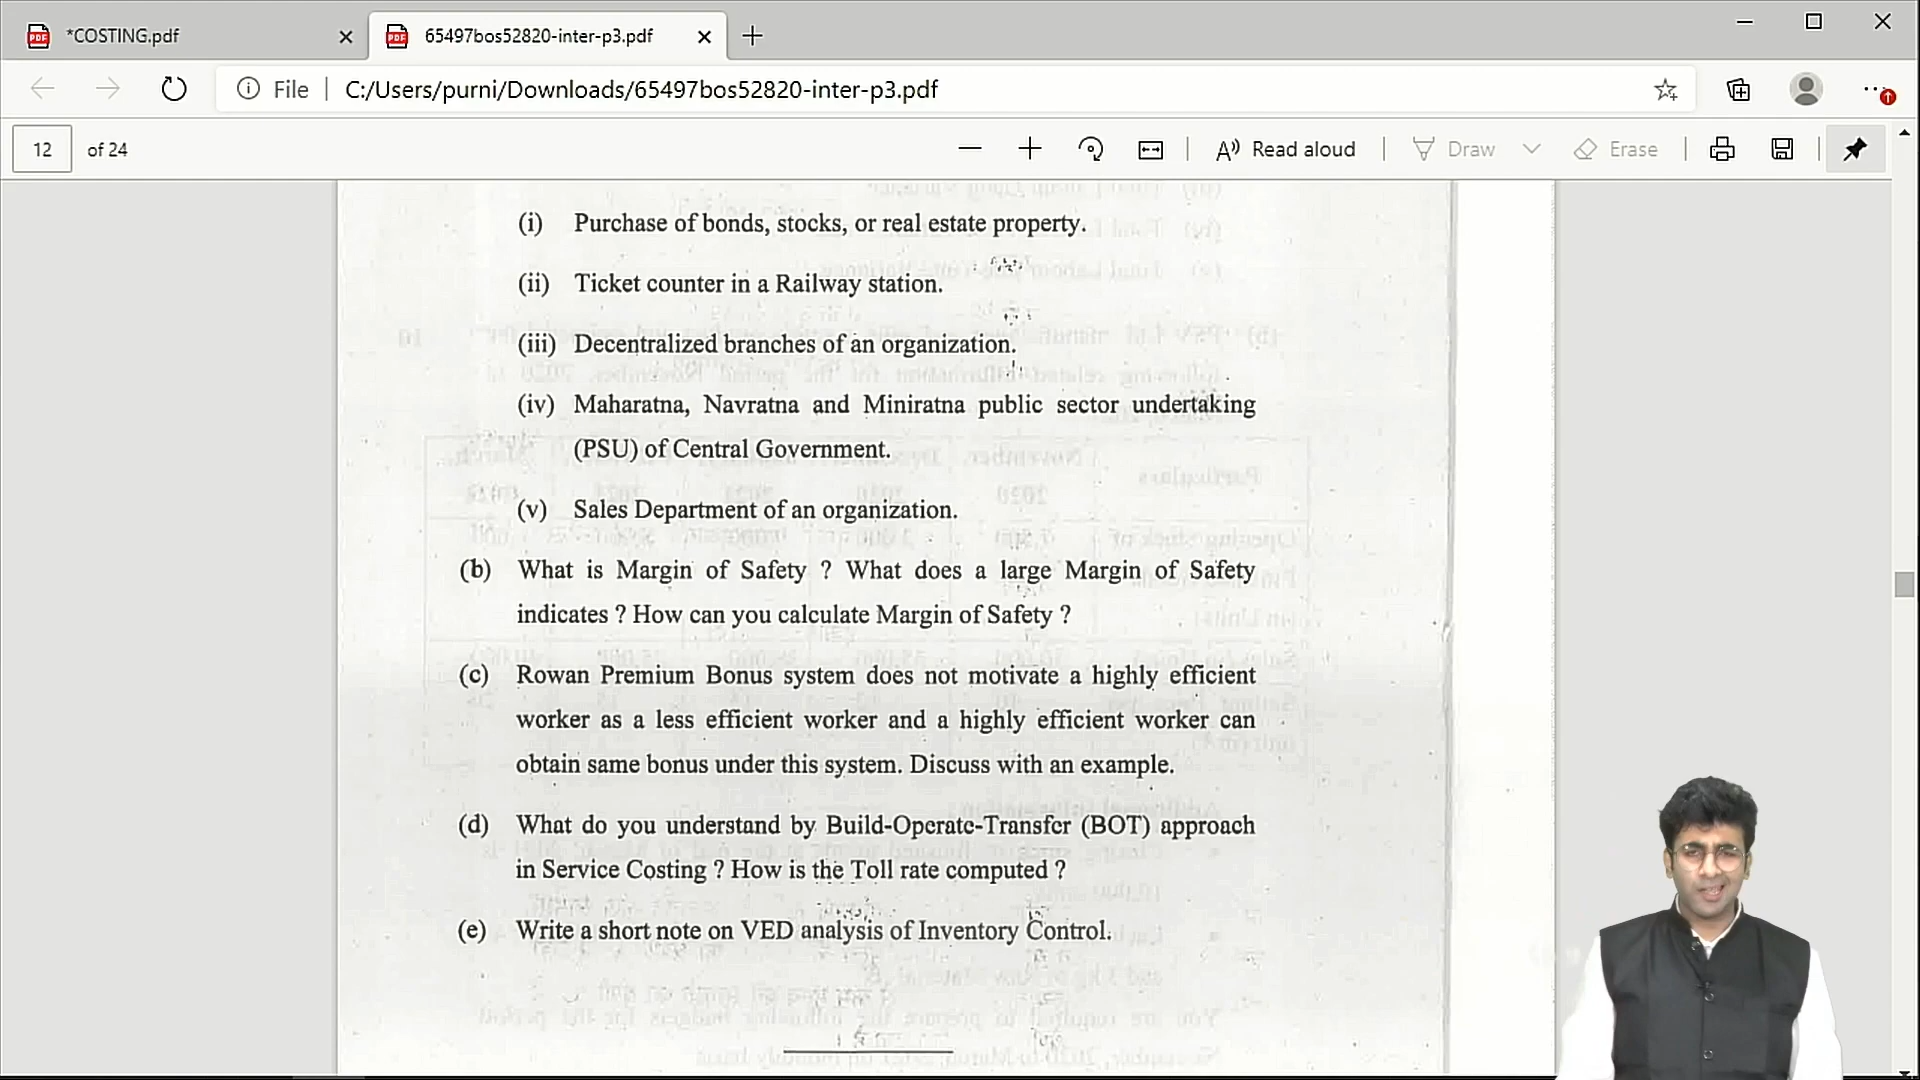 *COSTING.pdf
65497bos52820-inter-p3.pdf
File
C:/Users/purni/Downloads/65497bos52820-inter-p3.pdf
12 of 24
Read aloud
Draw
Erase
(i) Purchase of bonds, stocks, or real estate property.
(ii) Ticket counter in a Railway station.
(iii) Decentralized branches of an organization.
(iv) Maharatna, Navratna and Miniratna public sector undertaking
(PSU) of Central Government.
(v) Sales Department of an organization.
(b) What is Margin of Safety ? What does a large Margin of Safety
indicates ? How can you calculate Margin of Safety ?
(c) Rowan Premium Bonus system does not motivate a highly efficient
worker as a less efficient worker and a highly efficient worker can
obtain same bonus under this system. Discuss with an example.
(d) What do you understand by Build-Operate-Transfer (BOT) approach
in Service Costing ? How is the Toll rate computed ?
(e) Write a short note on VED analysis of Inventory Control.